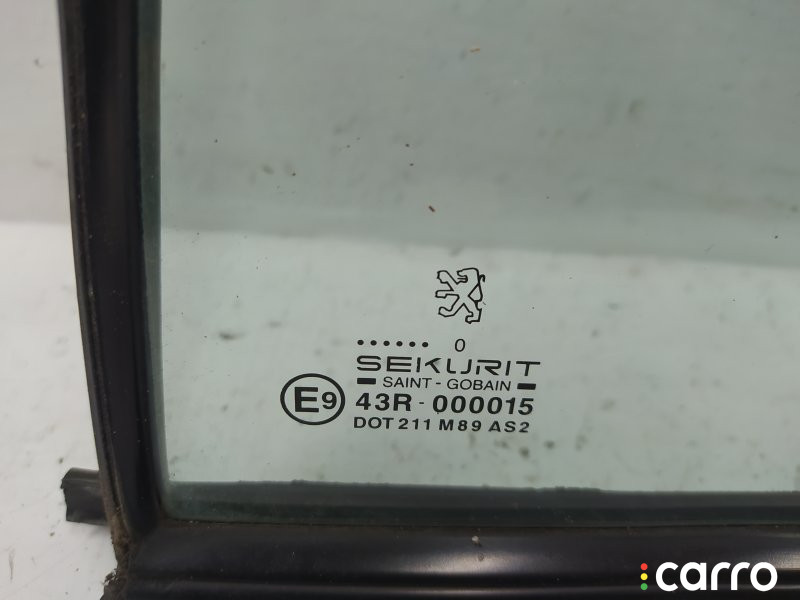 ...... 0
SEKURIT
SAINT - GOBAIN
E9 43R - 000015
DOT 211 M89 AS2
carro